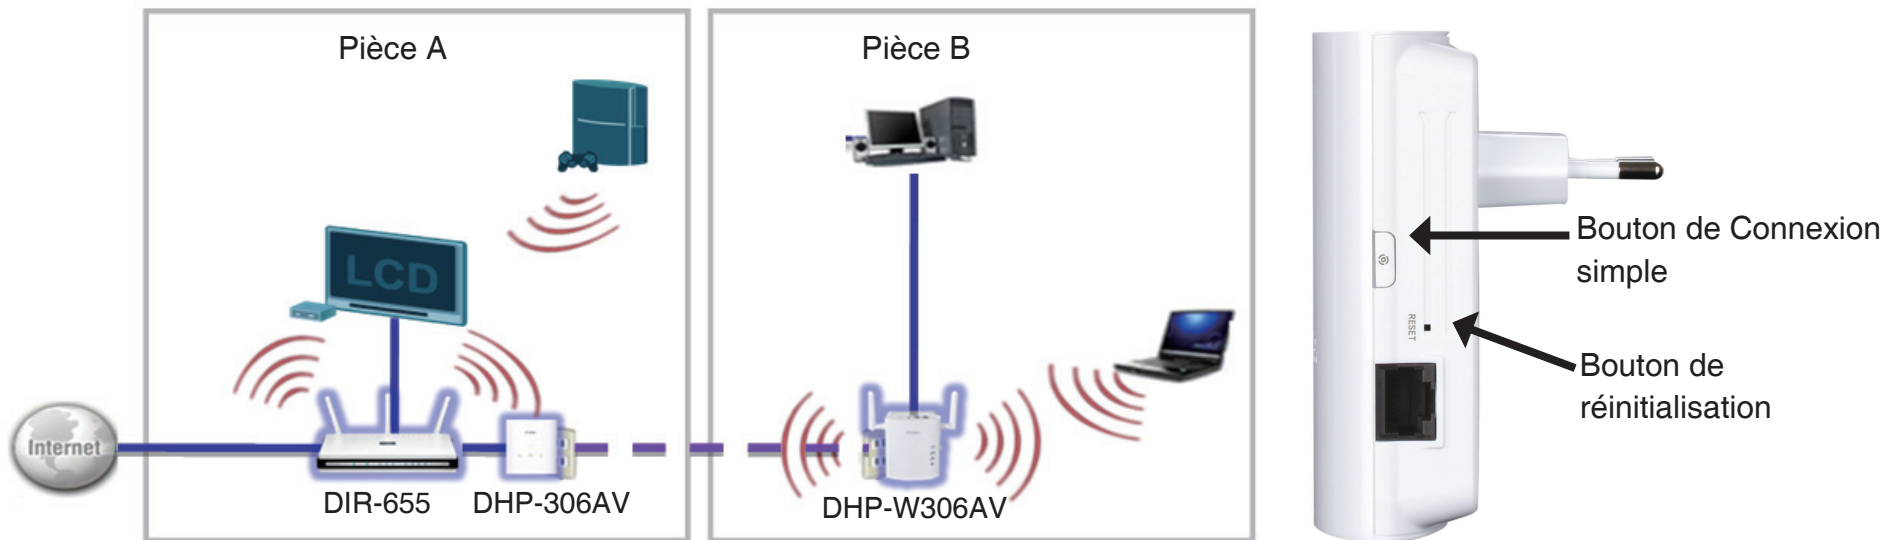 Pièce A
Pièce B
LCD
Internet
DIR-655
DHP-306AV
DHP-W306AV
Bouton de Connexion
simple
RESET
Bouton de
réinitialisation